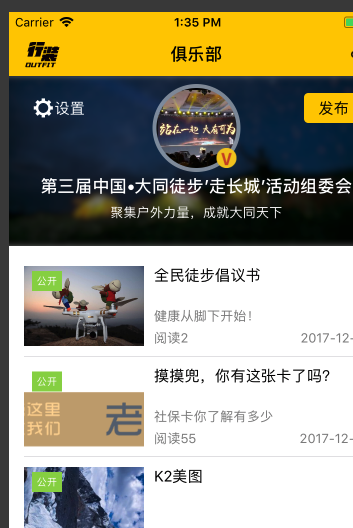 Carrier 1:35 PM
行装
OUTFIT
俱乐部
设置
发布
站在一起 大有可为
V
第三届中国•大同徒步'走长城'活动组委会
聚集户外力量，成就大同天下
公开
全民徒步倡议书
健康从脚下开始！
阅读2 2017-12-
公开
这里
我们
老
摸摸兜，你有这张卡了吗?
社保卡你了解有多少
阅读55 2017-12-
公开
K2美图